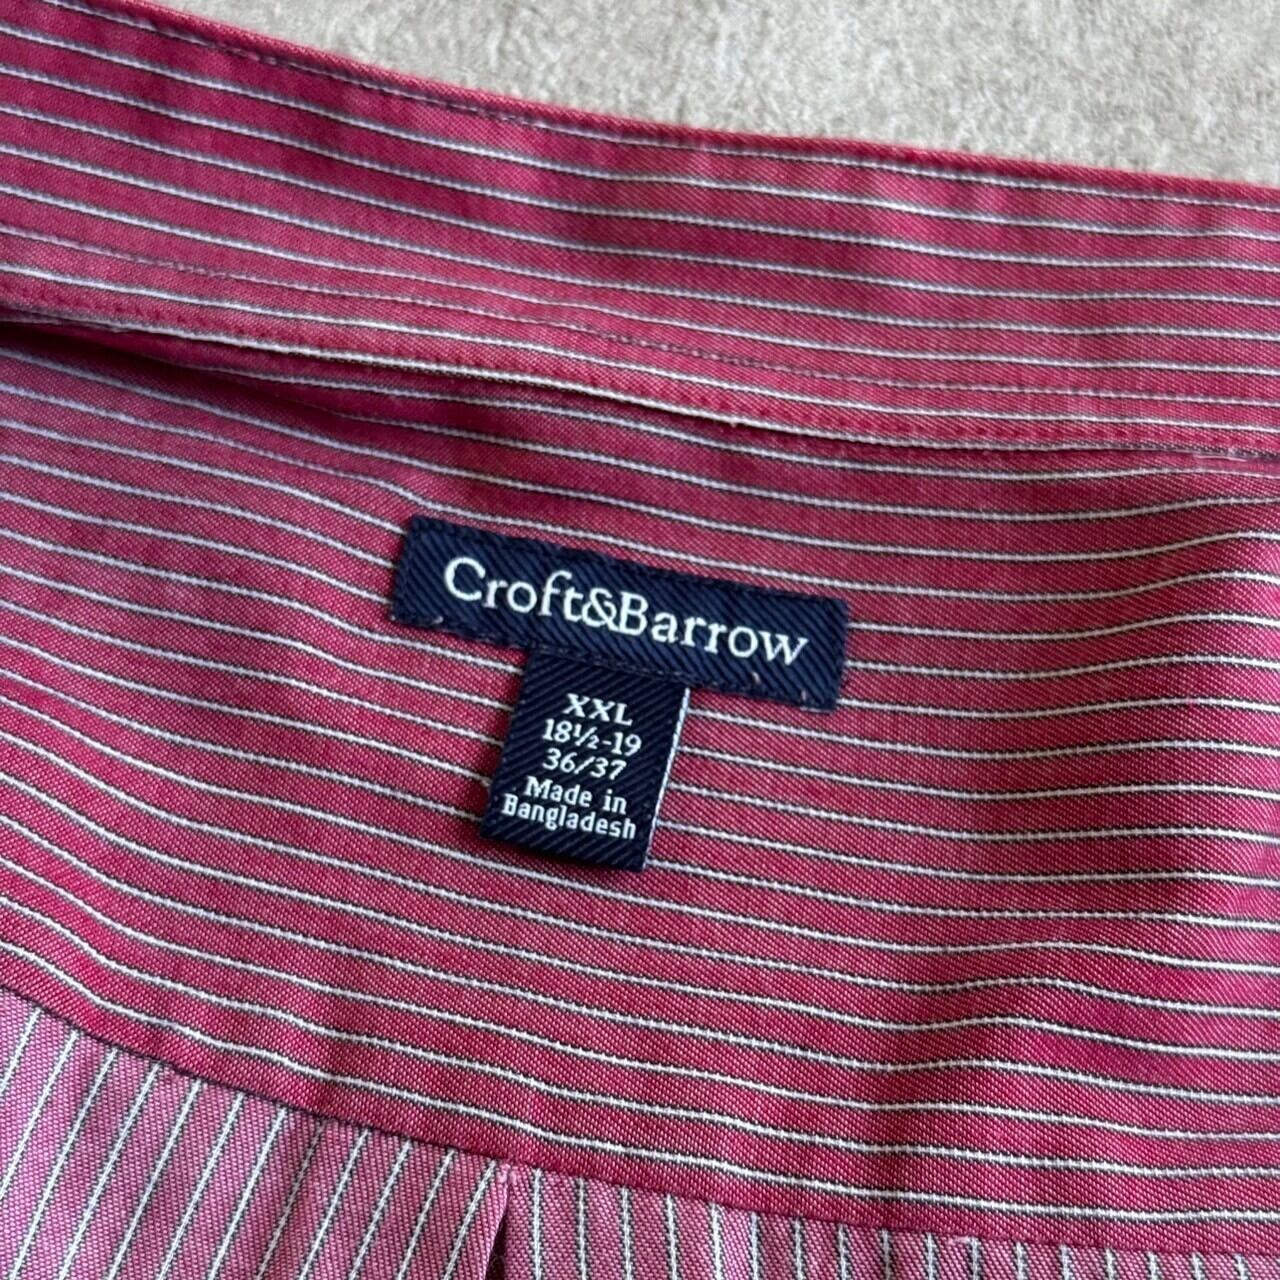 Croft&Barrow
XXL
18½-19
36/37
Made in
Bangladesh